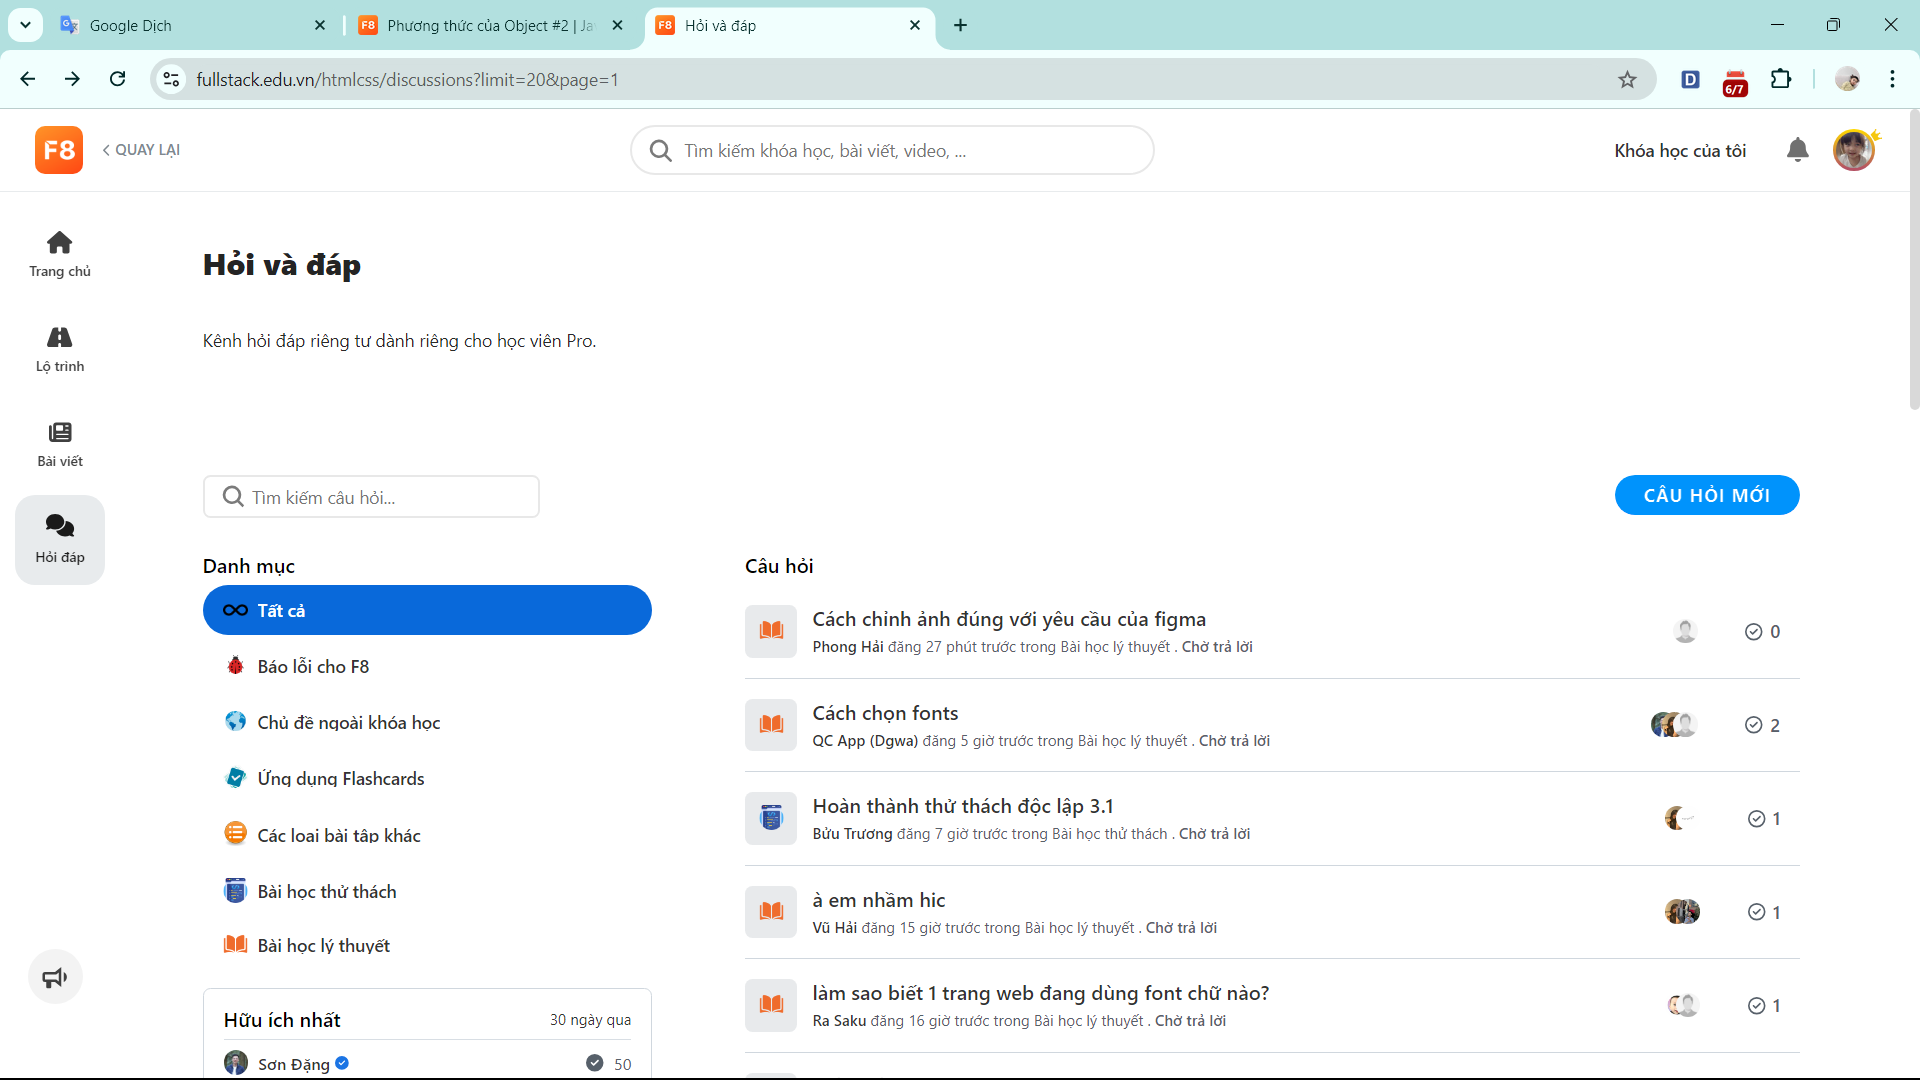 Google Dịch
F8 Phương thức của Object #2 | Ja
F8 Hỏi và đáp
fullstack.edu.vn/htmlcss/discussions?limit=20&page=1
D
6/7
F8
QUAY LẠI
Tìm kiếm khóa học, bài viết, video, ...
Khóa học của tôi
Trang chủ
Lộ trình
Bài viết
Hỏi đáp
Hỏi và đáp
Kênh hỏi đáp riêng tư dành riêng cho học viên Pro.
Tìm kiếm câu hỏi...
CÂU HỎI MỚI
Danh mục
Tất cả
Báo lỗi cho F8
Chủ đề ngoài khóa học
Ứng dụng Flashcards
Các loại bài tập khác
Bài học thử thách
Bài học lý thuyết
Hữu ích nhất
30 ngày qua
Sơn Đặng
50
Câu hỏi
Cách chỉnh ảnh đúng với yêu cầu của figma
Phong Hải đăng 27 phút trước trong Bài học lý thuyết . Chờ trả lời
0
Cách chọn fonts
QC App (Dgwa) đăng 5 giờ trước trong Bài học lý thuyết . Chờ trả lời
2
Hoàn thành thử thách độc lập 3.1
Bửu Trương đăng 7 giờ trước trong Bài học thử thách . Chờ trả lời
1
à em nhầm hic
Vũ Hải đăng 15 giờ trước trong Bài học lý thuyết . Chờ trả lời
1
làm sao biết 1 trang web đang dùng font chữ nào?
Ra Saku đăng 16 giờ trước trong Bài học lý thuyết . Chờ trả lời
1